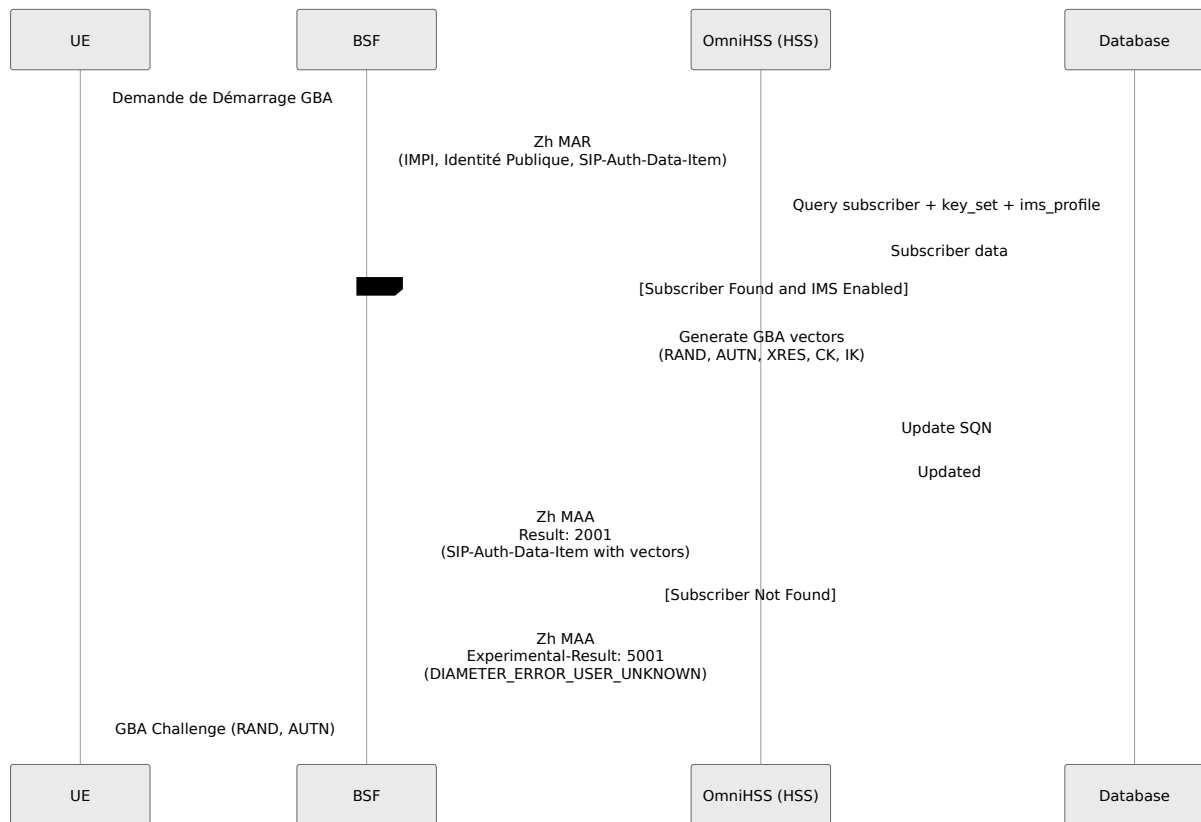 UE
BSF
OmniHSS (HSS)
Database
Demande de Démarrage GBA
Zh MAR
(IMPI, Identité Publique, SIP-Auth-Data-Item)
Query subscriber + key_set + ims_profile
Subscriber data
[Subscriber Found and IMS Enabled]
Generate GBA vectors
(RAND, AUTN, XRES, CK, IK)
Update SQN
Updated
Zh MAA
Result: 2001
(SIP-Auth-Data-Item with vectors)
[Subscriber Not Found]
Zh MAA
Experimental-Result: 5001
(DIAMETER_ERROR_USER_UNKNOWN)
GBA Challenge (RAND, AUTN)
UE
BSF
OmniHSS (HSS)
Database